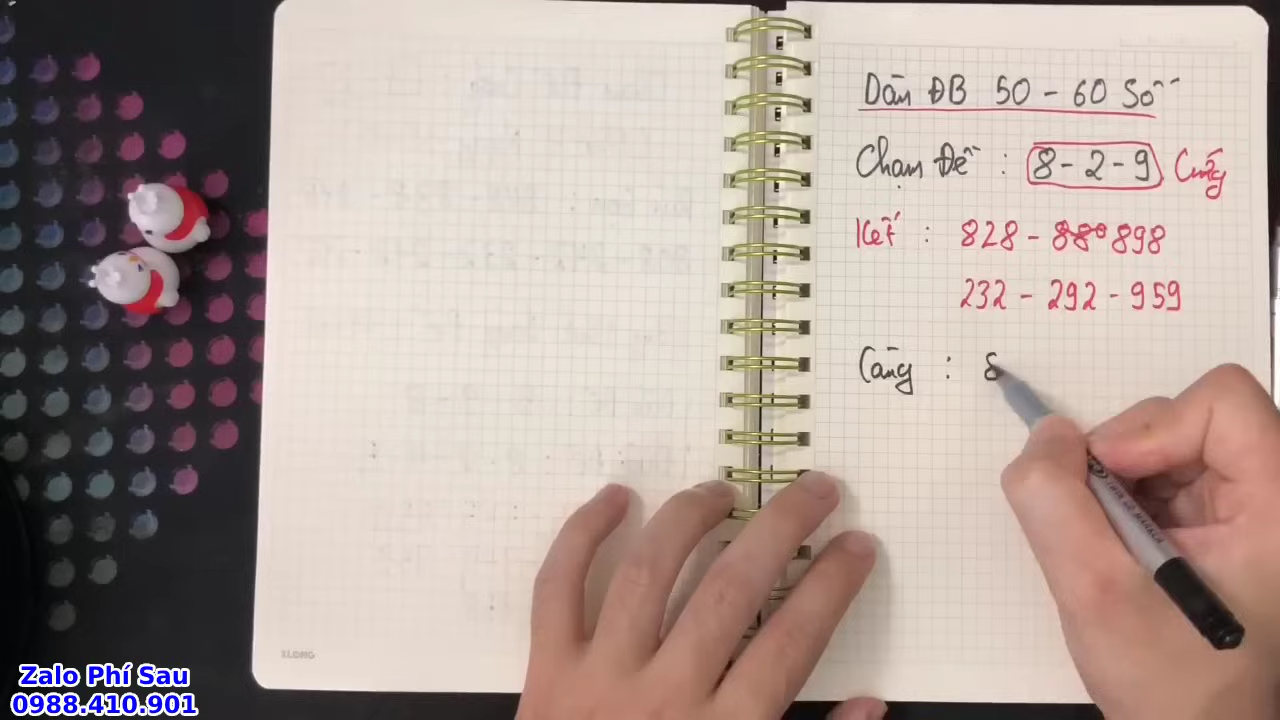 Dàn ĐB 50 - 60 Số
Chạm Đề : 8 - 2 - 9 Cứng
Kết : 828 - 898
232 - 292 - 959
Càng : 8
Zalo Phí Sau
0988.410.901